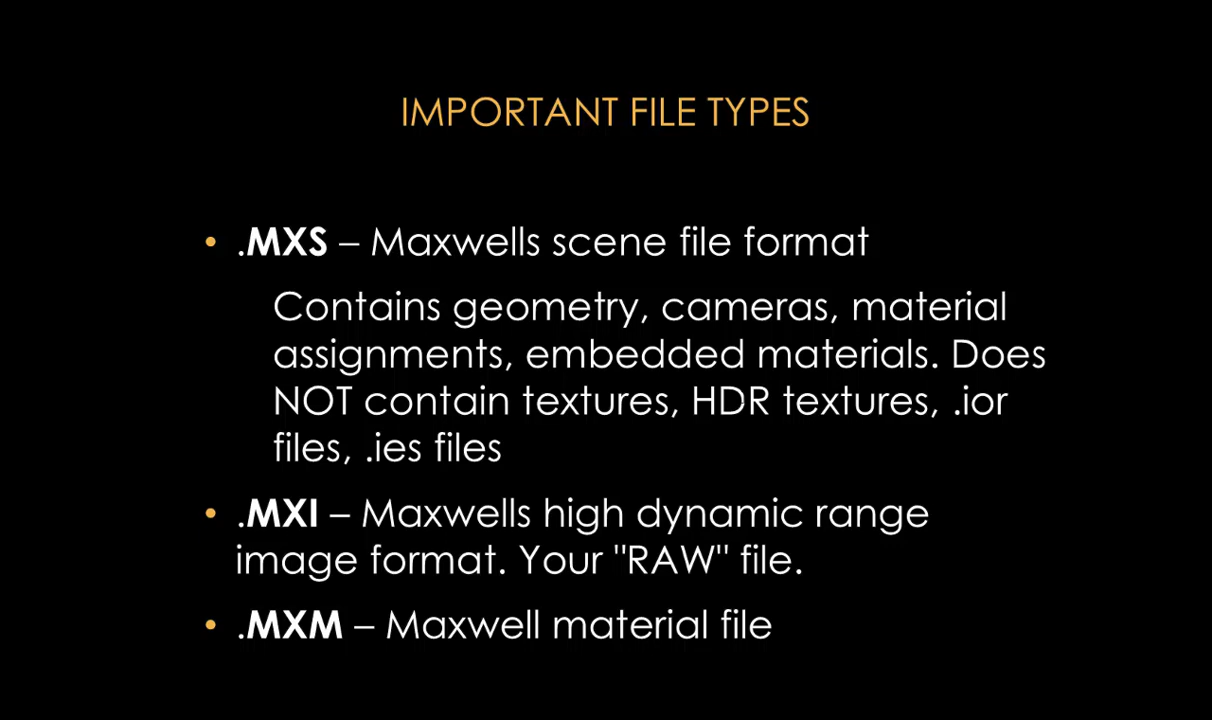 IMPORTANT FILE TYPES
• .MXS – Maxwells scene file format
Contains geometry, cameras, material
assignments, embedded materials. Does
NOT contain textures, HDR textures, .ior
files, .ies files
• .MXI – Maxwells high dynamic range
image format. Your "RAW" file.
• .MXM – Maxwell material file